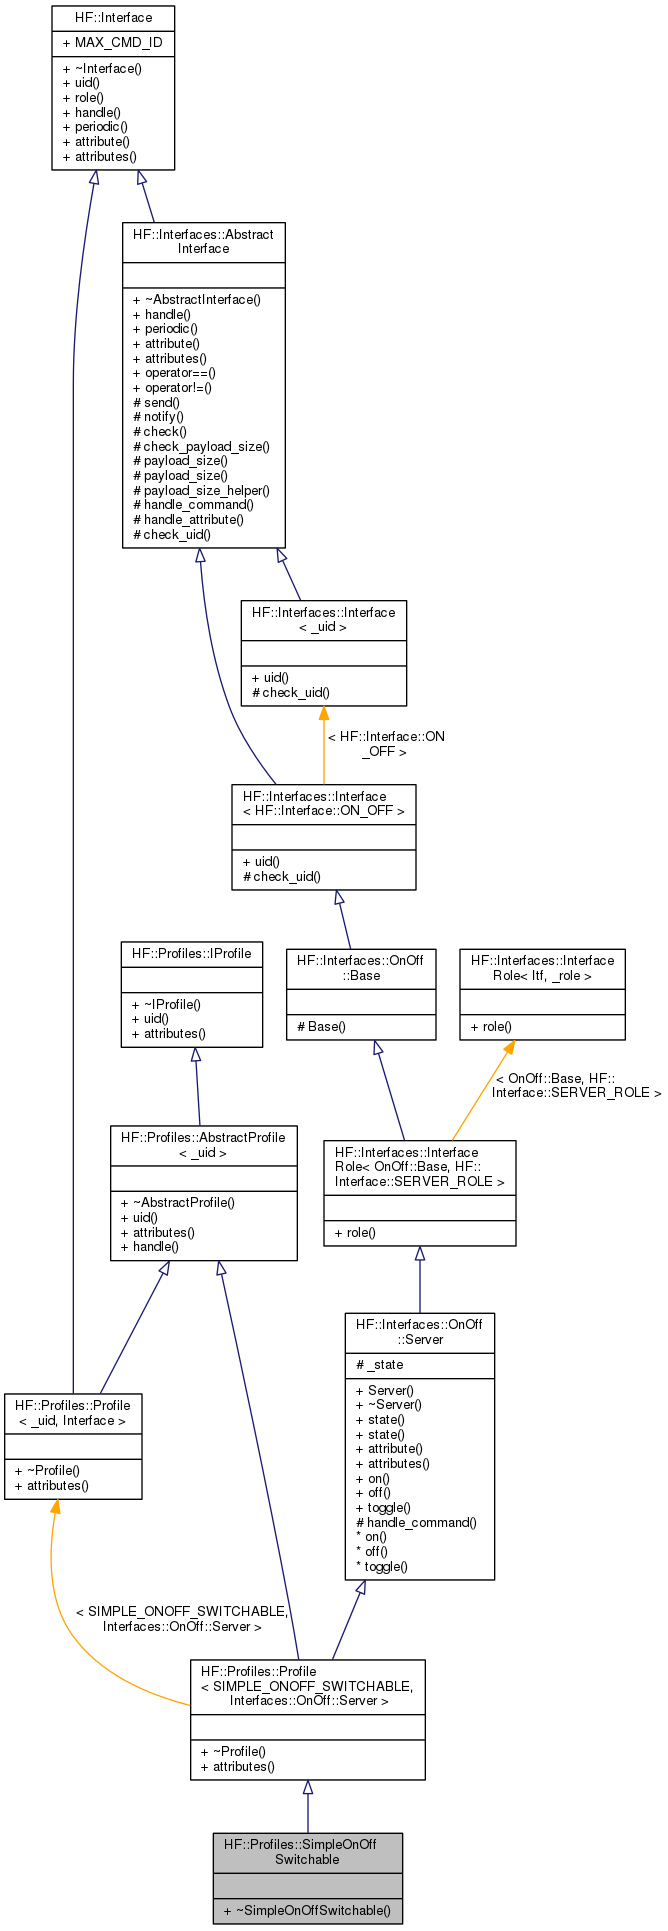 HF::Interface
+ MAX_CMD_ID
+ ~Interface()
+ uid()
+ role()
+ handle()
+ periodic()
+ attribute()
+ attributes()
HF::Interfaces::Abstract
Interface
+ ~AbstractInterface()
+ handle()
+ periodic()
+ attribute()
+ attributes()
+ operator==()
+ operator!=()
# send()
# notify()
# check()
# check_payload_size()
# payload_size()
# payload_size()
# payload_size_helper()
# handle_command()
# handle_attribute()
# check_uid()
HF::Interfaces::Interface
< _uid >
+ uid()
# check_uid()
< HF::Interface::ON
_OFF >
HF::Interfaces::Interface
< HF::Interface::ON_OFF >
+ uid()
# check_uid()
HF::Profiles::IProfile
+ ~IProfile()
+ uid()
+ attributes()
HF::Interfaces::OnOff
::Base
# Base()
HF::Interfaces::Interface
Role< Itf, _role >
+ role()
< OnOff::Base, HF::
Interface::SERVER_ROLE >
HF::Profiles::AbstractProfile
< _uid >
+ ~AbstractProfile()
+ uid()
+ attributes()
+ handle()
HF::Interfaces::Interface
Role< OnOff::Base, HF::
Interface::SERVER_ROLE >
+ role()
HF::Interfaces::OnOff
::Server
# _state
+ Server()
+ ~Server()
+ state()
+ state()
+ attribute()
+ attributes()
+ on()
+ off()
+ toggle()
# handle_command()
* on()
* off()
* toggle()
HF::Profiles::Profile
< _uid, Interface >
+ ~Profile()
+ attributes()
< SIMPLE_ONOFF_SWITCHABLE,
Interfaces::OnOff::Server >
HF::Profiles::Profile
< SIMPLE_ONOFF_SWITCHABLE,
Interfaces::OnOff::Server >
+ ~Profile()
+ attributes()
HF::Profiles::SimpleOnOff
Switchable
+ ~SimpleOnOffSwitchable()